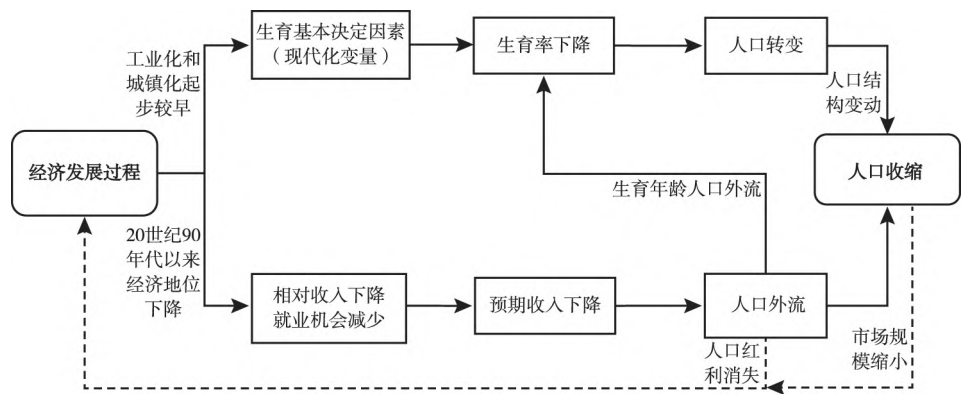 生育基本决定因素
（现代化变量）
生育率下降
人口转变
工业化和
城镇化起
步较早
人口结
构变动
经济发展过程
人口收缩
生育年龄人口外流
20世纪90
年代以来
经济地位
下降
相对收入下降
就业机会减少
预期收入下降
人口外流
人口红
利消失
市场规
模缩小